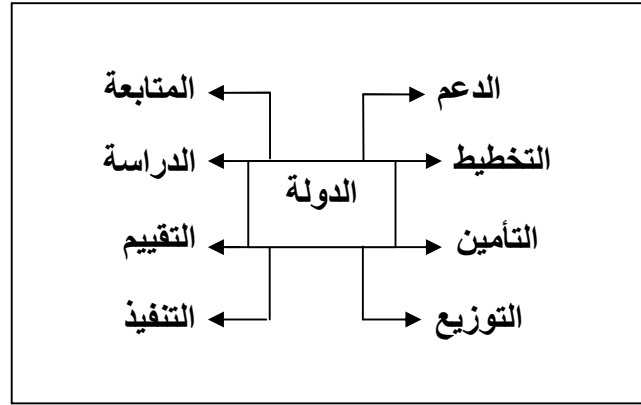 الدعم
المتابعة
التخطيط
الدراسة
الدولة
التأمين
التقييم
التوزيع
التنفيذ